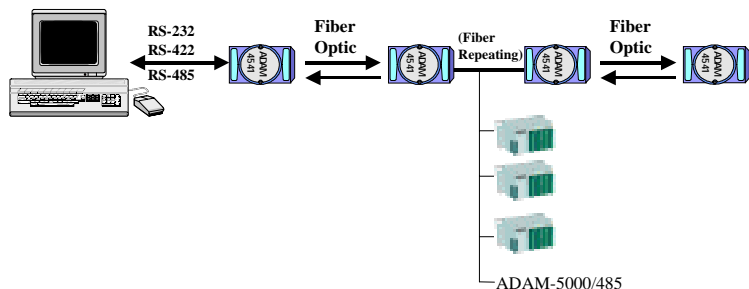 RS-232
RS-422
RS-485
ADAM
4541
Fiber
Optic
ADAM
4541
(Fiber
Repeating)
ADAM
4541
Fiber
Optic
ADAM
4541
ADAM-5000/485